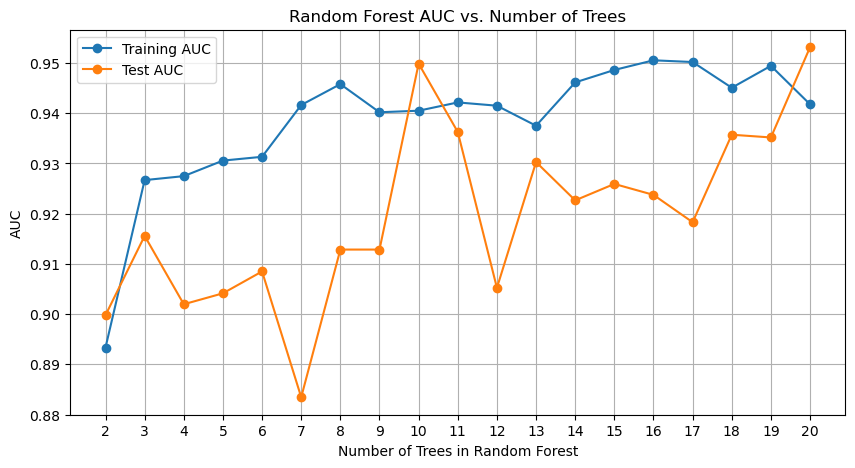 Random Forest AUC vs. Number of Trees
Training AUC
Test AUC
0.95
0.94
0.93
0.92
0.91
0.90
0.89
0.88
AUC
2 3 4 5 6 7 8 9 10 11 12 13 14 15 16 17 18 19 20
Number of Trees in Random Forest